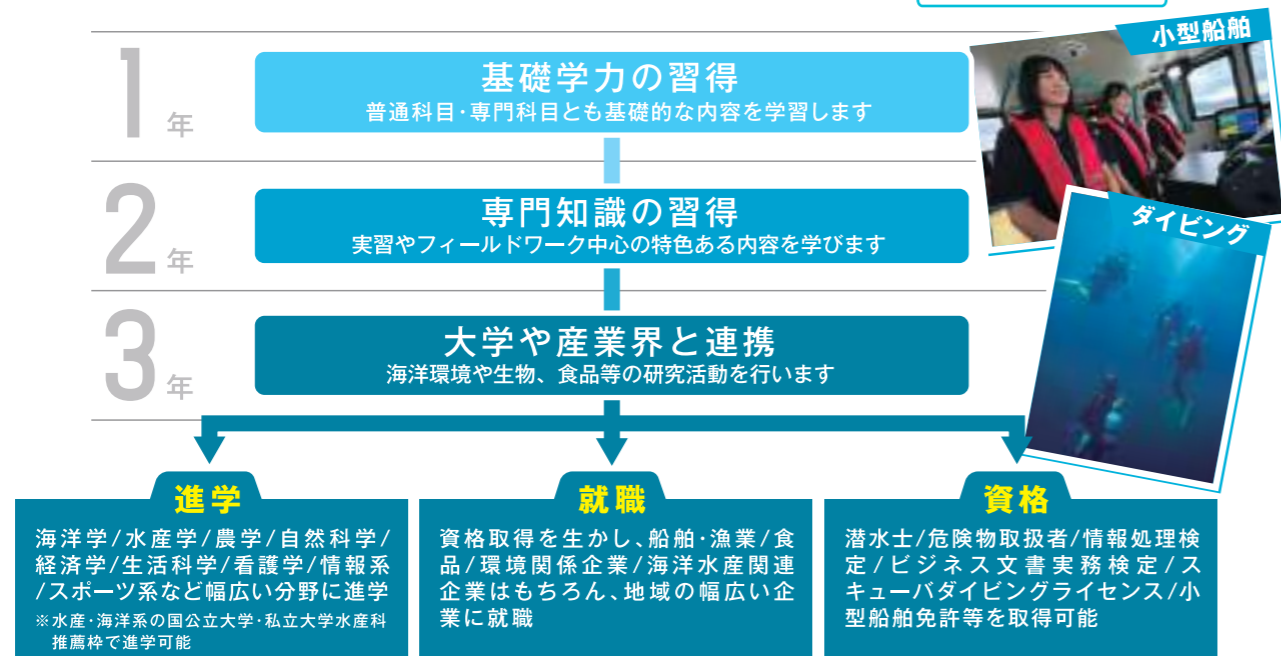 小型船舶
1年
基礎学力の習得
普通科目・専門科目とも基礎的な内容を学習します
2年
専門知識の習得
実習やフィールドワーク中心の特色ある内容を学びます
ダイビング
3年
大学や産業界と連携
海洋環境や生物、食品等の研究活動を行います
進学
海洋学/水産学/農学/自然科学/
経済学/生活科学/看護学/情報系
/スポーツ系など幅広い分野に進学
※水産・海洋系の国公立大学・私立大学水産科
推薦枠で進学可能
就職
資格取得を生かし、船舶・漁業/食
品/環境関係企業/海洋水産関連
企業はもちろん、地域の幅広い企
業に就職
資格
潜水士/危険物取扱者/情報処理検
定/ビジネス文書実務検定/ス
キューバダイビングライセンス/小
型船舶免許等を取得可能